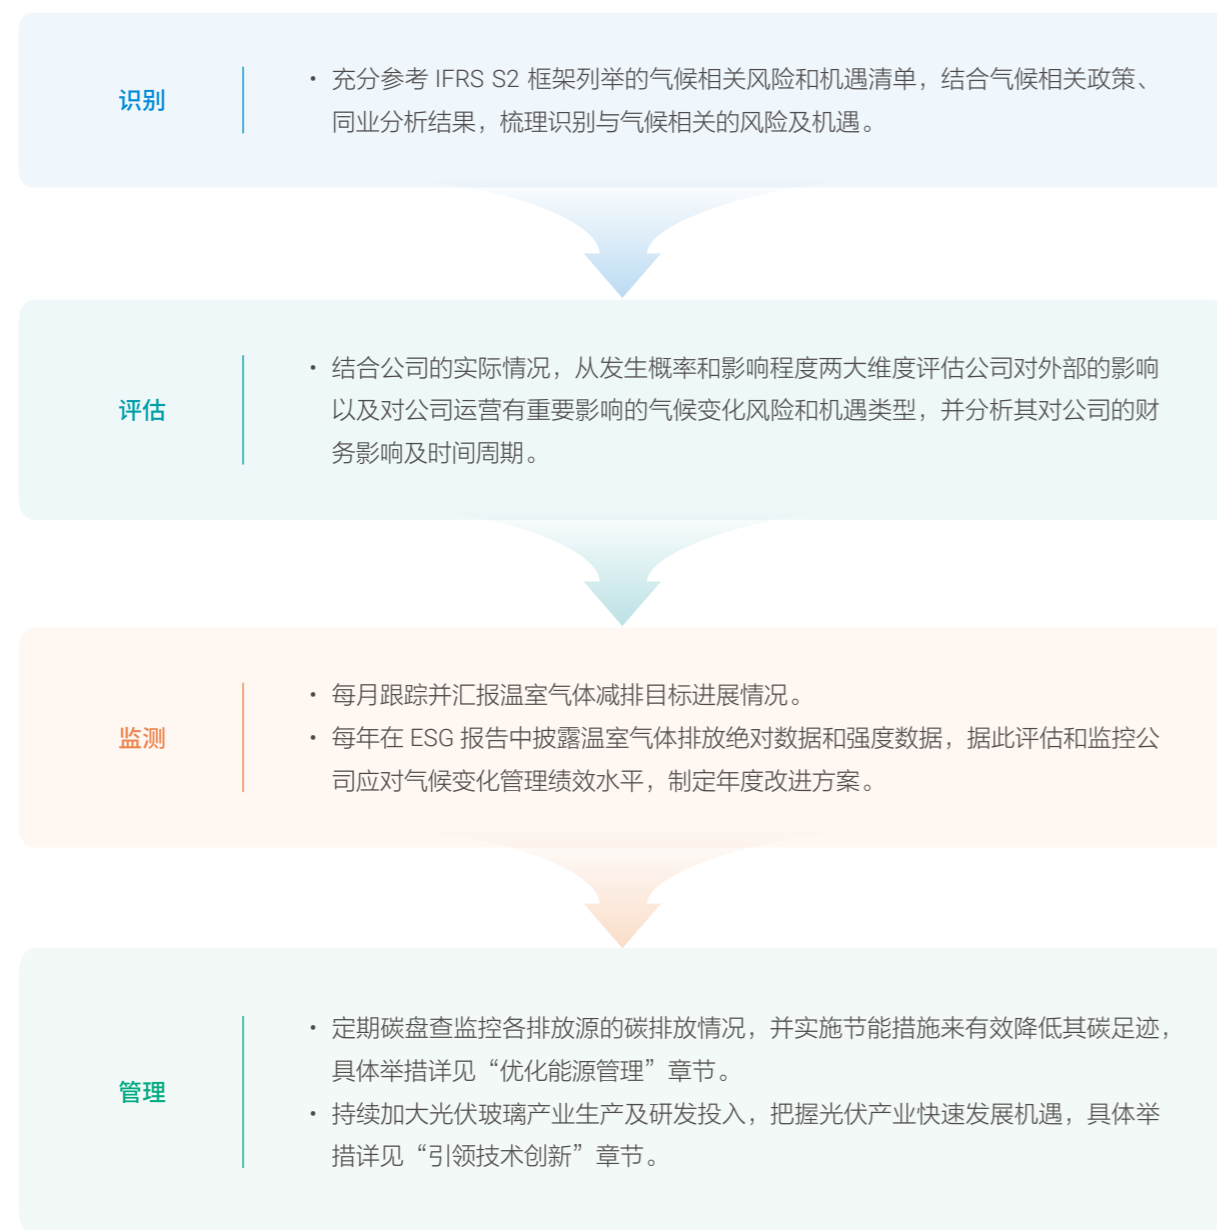 识别
• 充分参考 IFRS S2 框架列举的气候相关风险和机遇清单，结合气候相关政策、
同业分析结果，梳理识别与气候相关的风险及机遇。
评估
• 结合公司的实际情况，从发生概率和影响程度两大维度评估公司对外部的影响
以及对公司运营有重要影响的气候变化风险和机遇类型，并分析其对公司的财
务影响及时间周期。
监测
• 每月跟踪并汇报温室气体减排目标进展情况。
• 每年在 ESG 报告中披露温室气体排放绝对数据和强度数据，据此评估和监控公
司应对气候变化管理绩效水平，制定年度改进方案。
管理
• 定期碳盘查监控各排放源的碳排放情况，并实施节能措施来有效降低其碳足迹，
具体举措详见“优化能源管理”章节。
• 持续加大光伏玻璃产业生产及研发投入，把握光伏产业快速发展机遇，具体举
措详见“引领技术创新”章节。